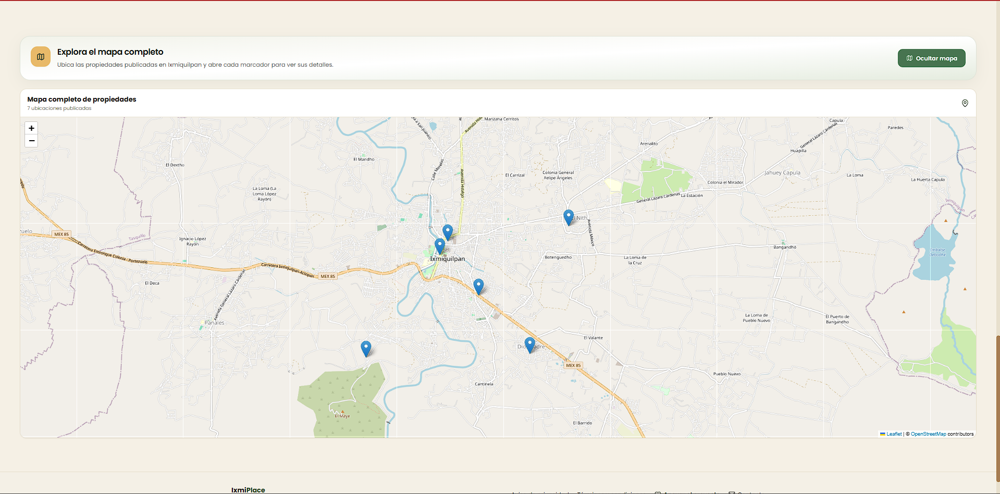 Explora el mapa completo
Ubica las propiedades publicadas en Ixmiquilpan y abre cada marcador para ver sus detalles.
Ocultar mapa
Mapa completo de propiedades
7 ubicaciones publicadas
+
−
Manzana Cerritos
Capula
Paredes
Arenalito
General Lázaro Cárdenas
Huapilla
El Mandho
El Dextho
Calle Morelos
Avenida Hidalgo
El Carrizal
Colonia General
Felipe Ángeles
Jahuey Capula
La Loma
La Huerta Capula
Colonia el Mirador
La Loma (La
Loma López
Rayón)
General Lázaro Cárdenas
La Estación
Ixmiquilpan
Nith
Avenida México
MEX 85
Tasquillo
Ignacio López
Rayón
Carretera Entronque Colonia - Portezuelo
Bangandhó
Embalse
Debodhe
Ixmiquilpan
Botenguedho
La Loma de
la Cruz
Carretera Ixmiquilpan-Actopan
MEX 85
El Deca
Avenida General Lázaro Cárdenas
Panales
La Loma de
Pueblo Nuevo
El Puerto de
Bangandho
El Valante
MEX 85
Pueblo Nuevo
Cantinela
El Maye
El Barrido
Leaflet | © OpenStreetMap contributors
IxmiPlace